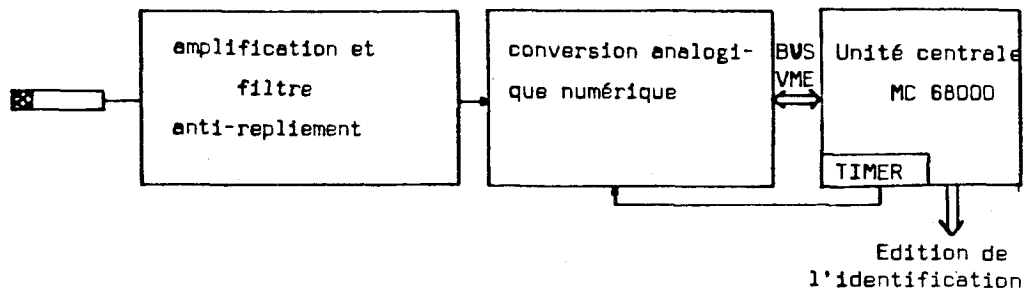 amplification et
filtre
anti-repliement
conversion analogi-
que numérique
BUS
VME
Unité centrale
MC 68000
TIMER
Edition de
l'identification